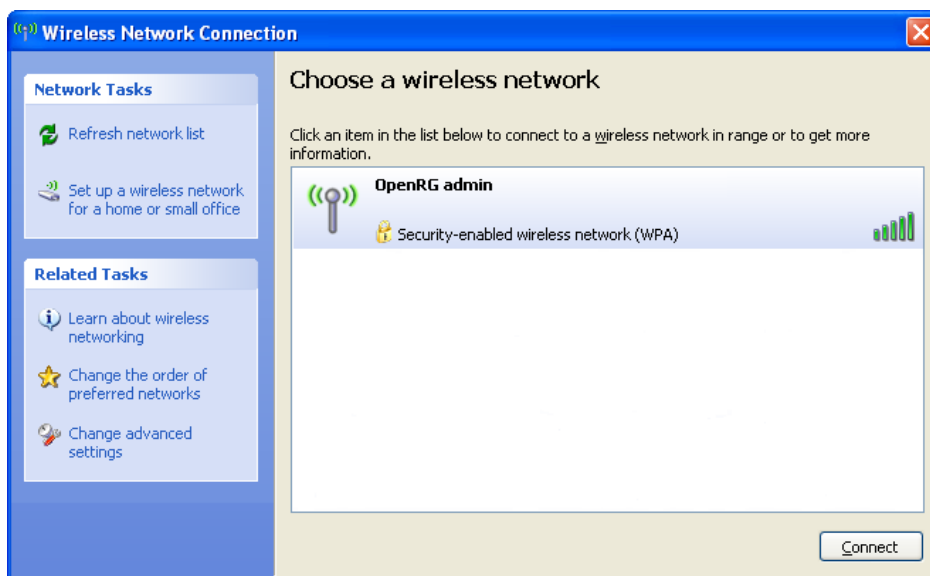 Wireless Network Connection
Network Tasks
Refresh network list
Set up a wireless network
for a home or small office
Related Tasks
Learn about wireless
networking
Change the order of
preferred networks
Change advanced
settings
Choose a wireless network
Click an item in the list below to connect to a wireless network in range or to get more
information.
OpenRG admin
Security-enabled wireless network (WPA)
Connect